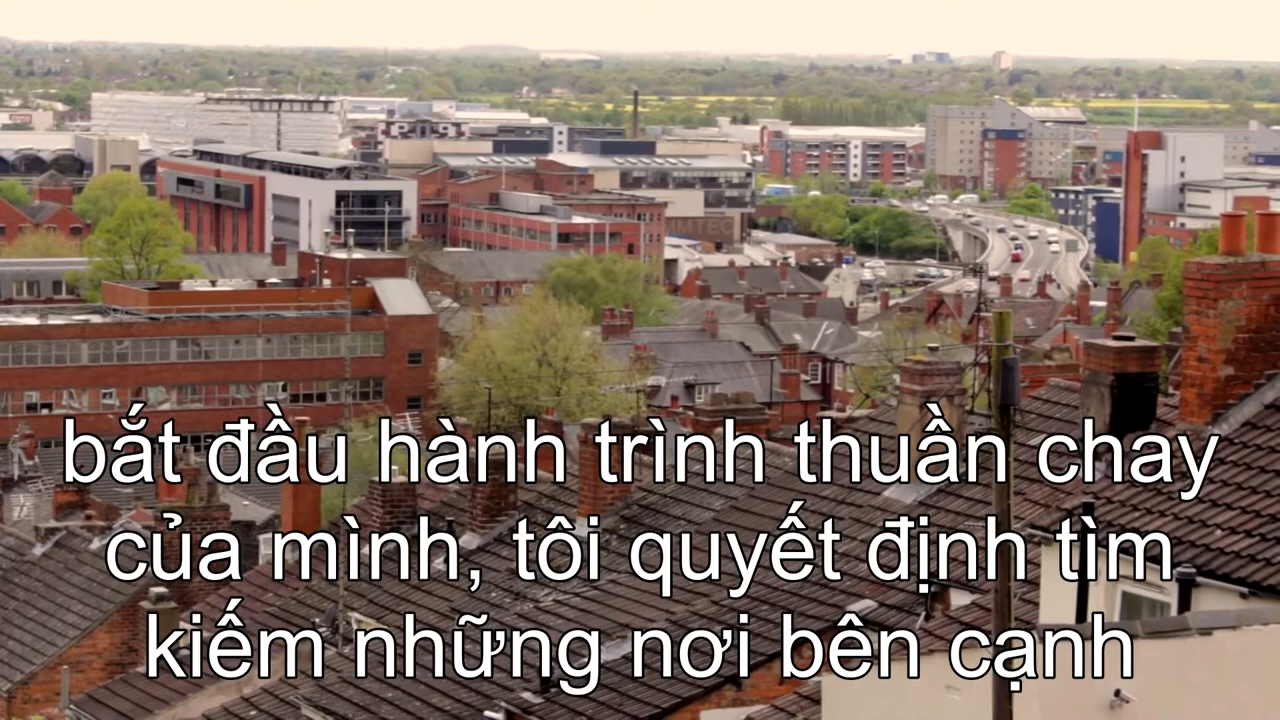 bắt đầu hành trình thuần chay
của mình, tôi quyết định tìm
kiếm những nơi bên cạnh